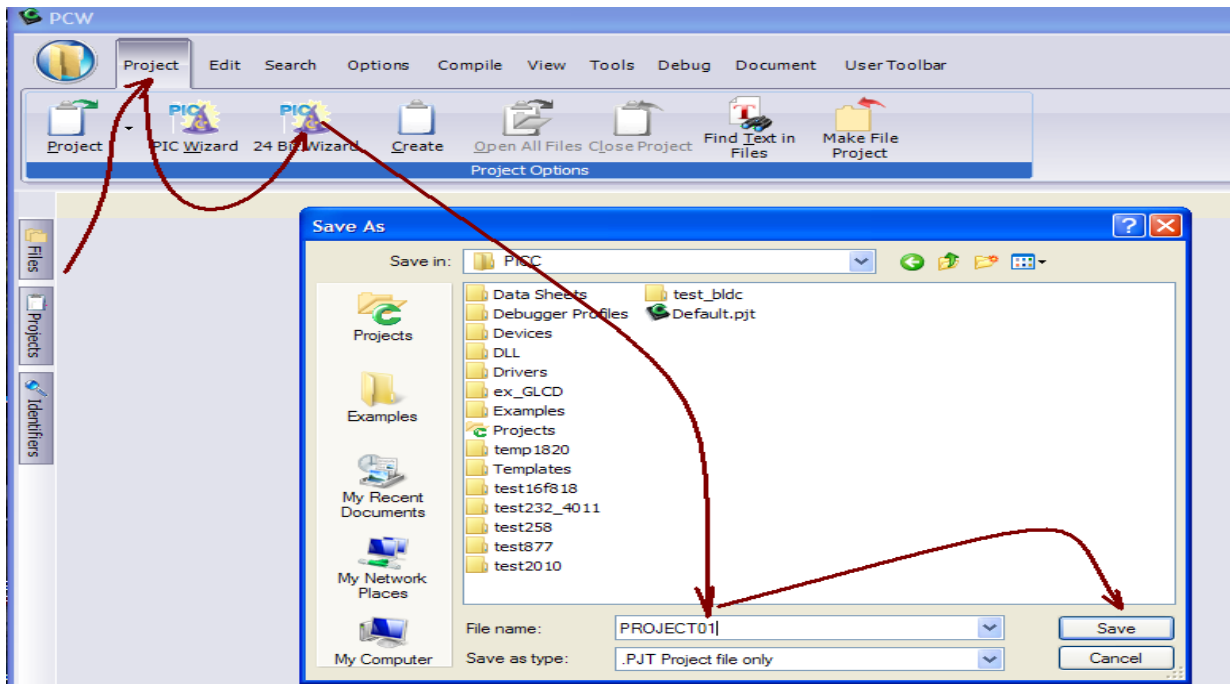 PCW
Project Edit Search Options Compile View Tools Debug Document User Toolbar
PIC PIC
Project PIC Wizard 24 Bit Wizard Create Open All Files Close Project Find Text in Files Make File Project
Project Options
Files
Projects
Identifiers
Save As
Save in: PICC
Projects
Examples
My Recent
Documents
My Network
Places
My Computer
Data Sheets test_bldc
Debugger Profiles Default.pjt
Devices
DLL
Drivers
ex_GLCD
Examples
Projects
temp1820
Templates
test16f818
test232_4011
test258
test877
test2010
File name: PROJECT01 Save
Save as type: .PJT Project file only Cancel